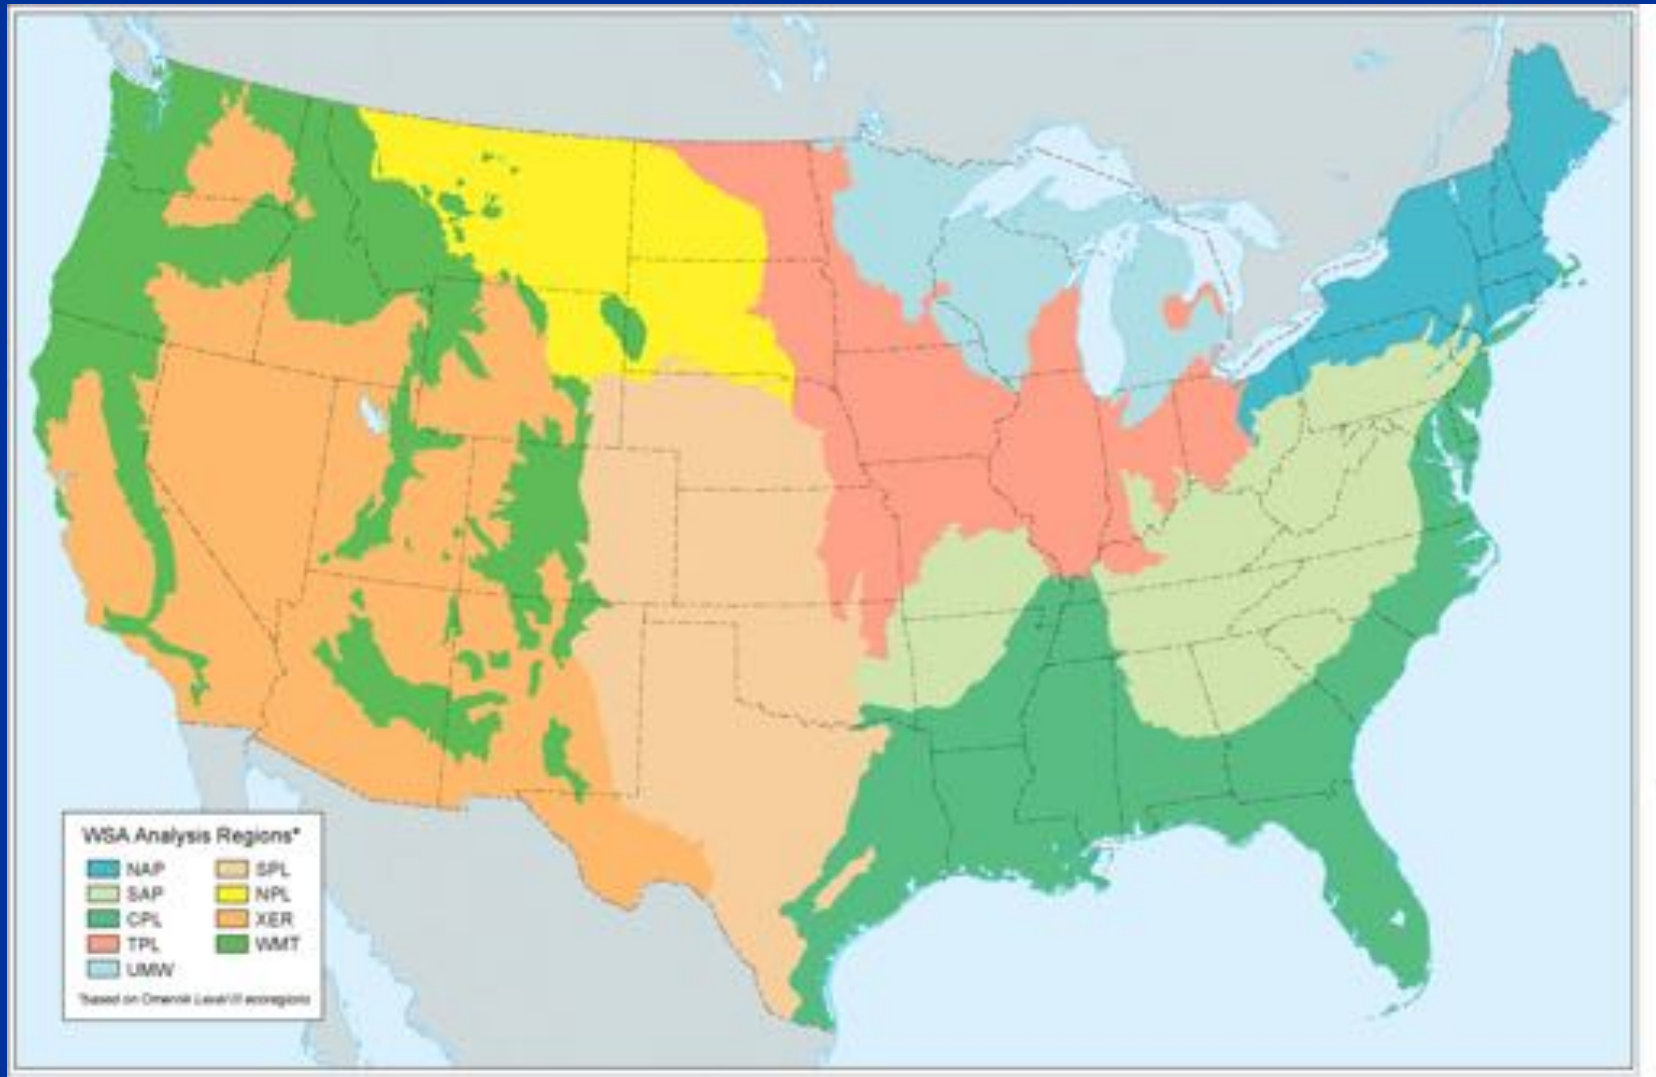 WSA Analysis Regions*
NAP
SAP
CPL
TPL
UMW
SPL
NPL
XER
WMT
*based on Omernik Level III ecoregions